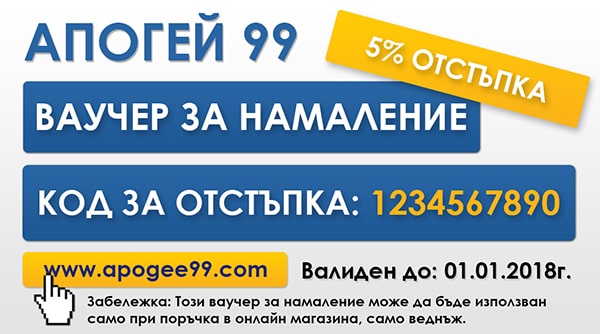 АПОГЕЙ 99
5% ОТСТЪПКА
ВАУЧЕР ЗА НАМАЛЕНИЕ
КОД ЗА ОТСТЪПКА: 1234567890
www.apogee99.com
Валиден до: 01.01.2018г.
Забележка: Този ваучер за намаление може да бъде използван
само при поръчка в онлайн магазина, само веднъж.